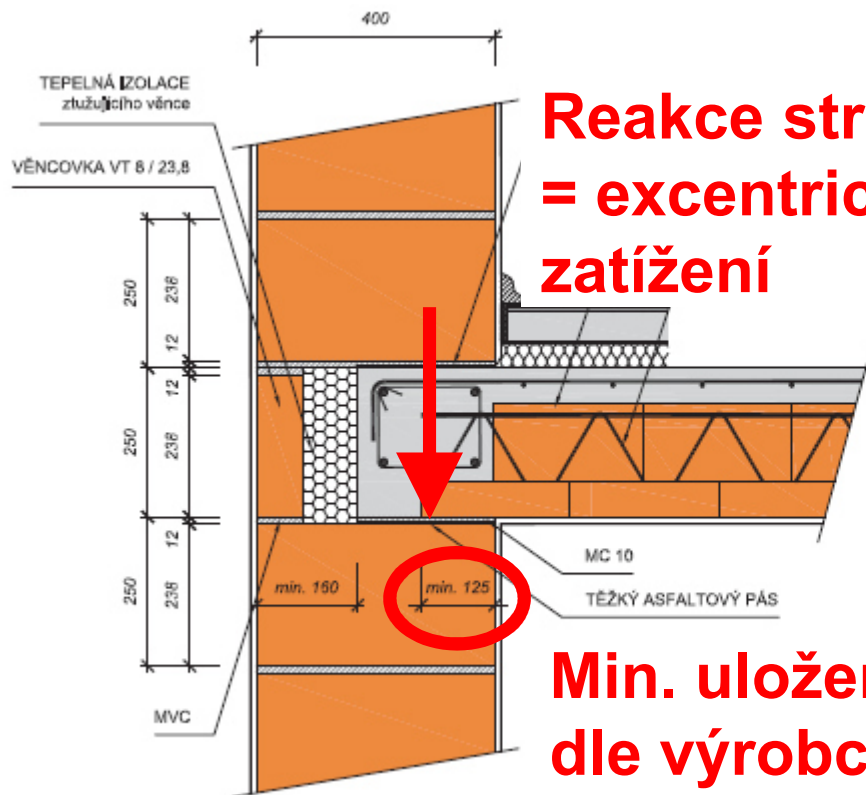 400
TEPELNÁ IZOLACE
ztužujícího věnce
VĚNCOVKA VT 8 / 23,8
Reakce str
= excentric
zatížení
250
238
12
250
12
238
250
12
238
min. 160
min. 125
MC 10
TĚŽKÝ ASFALTOVÝ PÁS
MVC
Min. uložen
dle výrobc